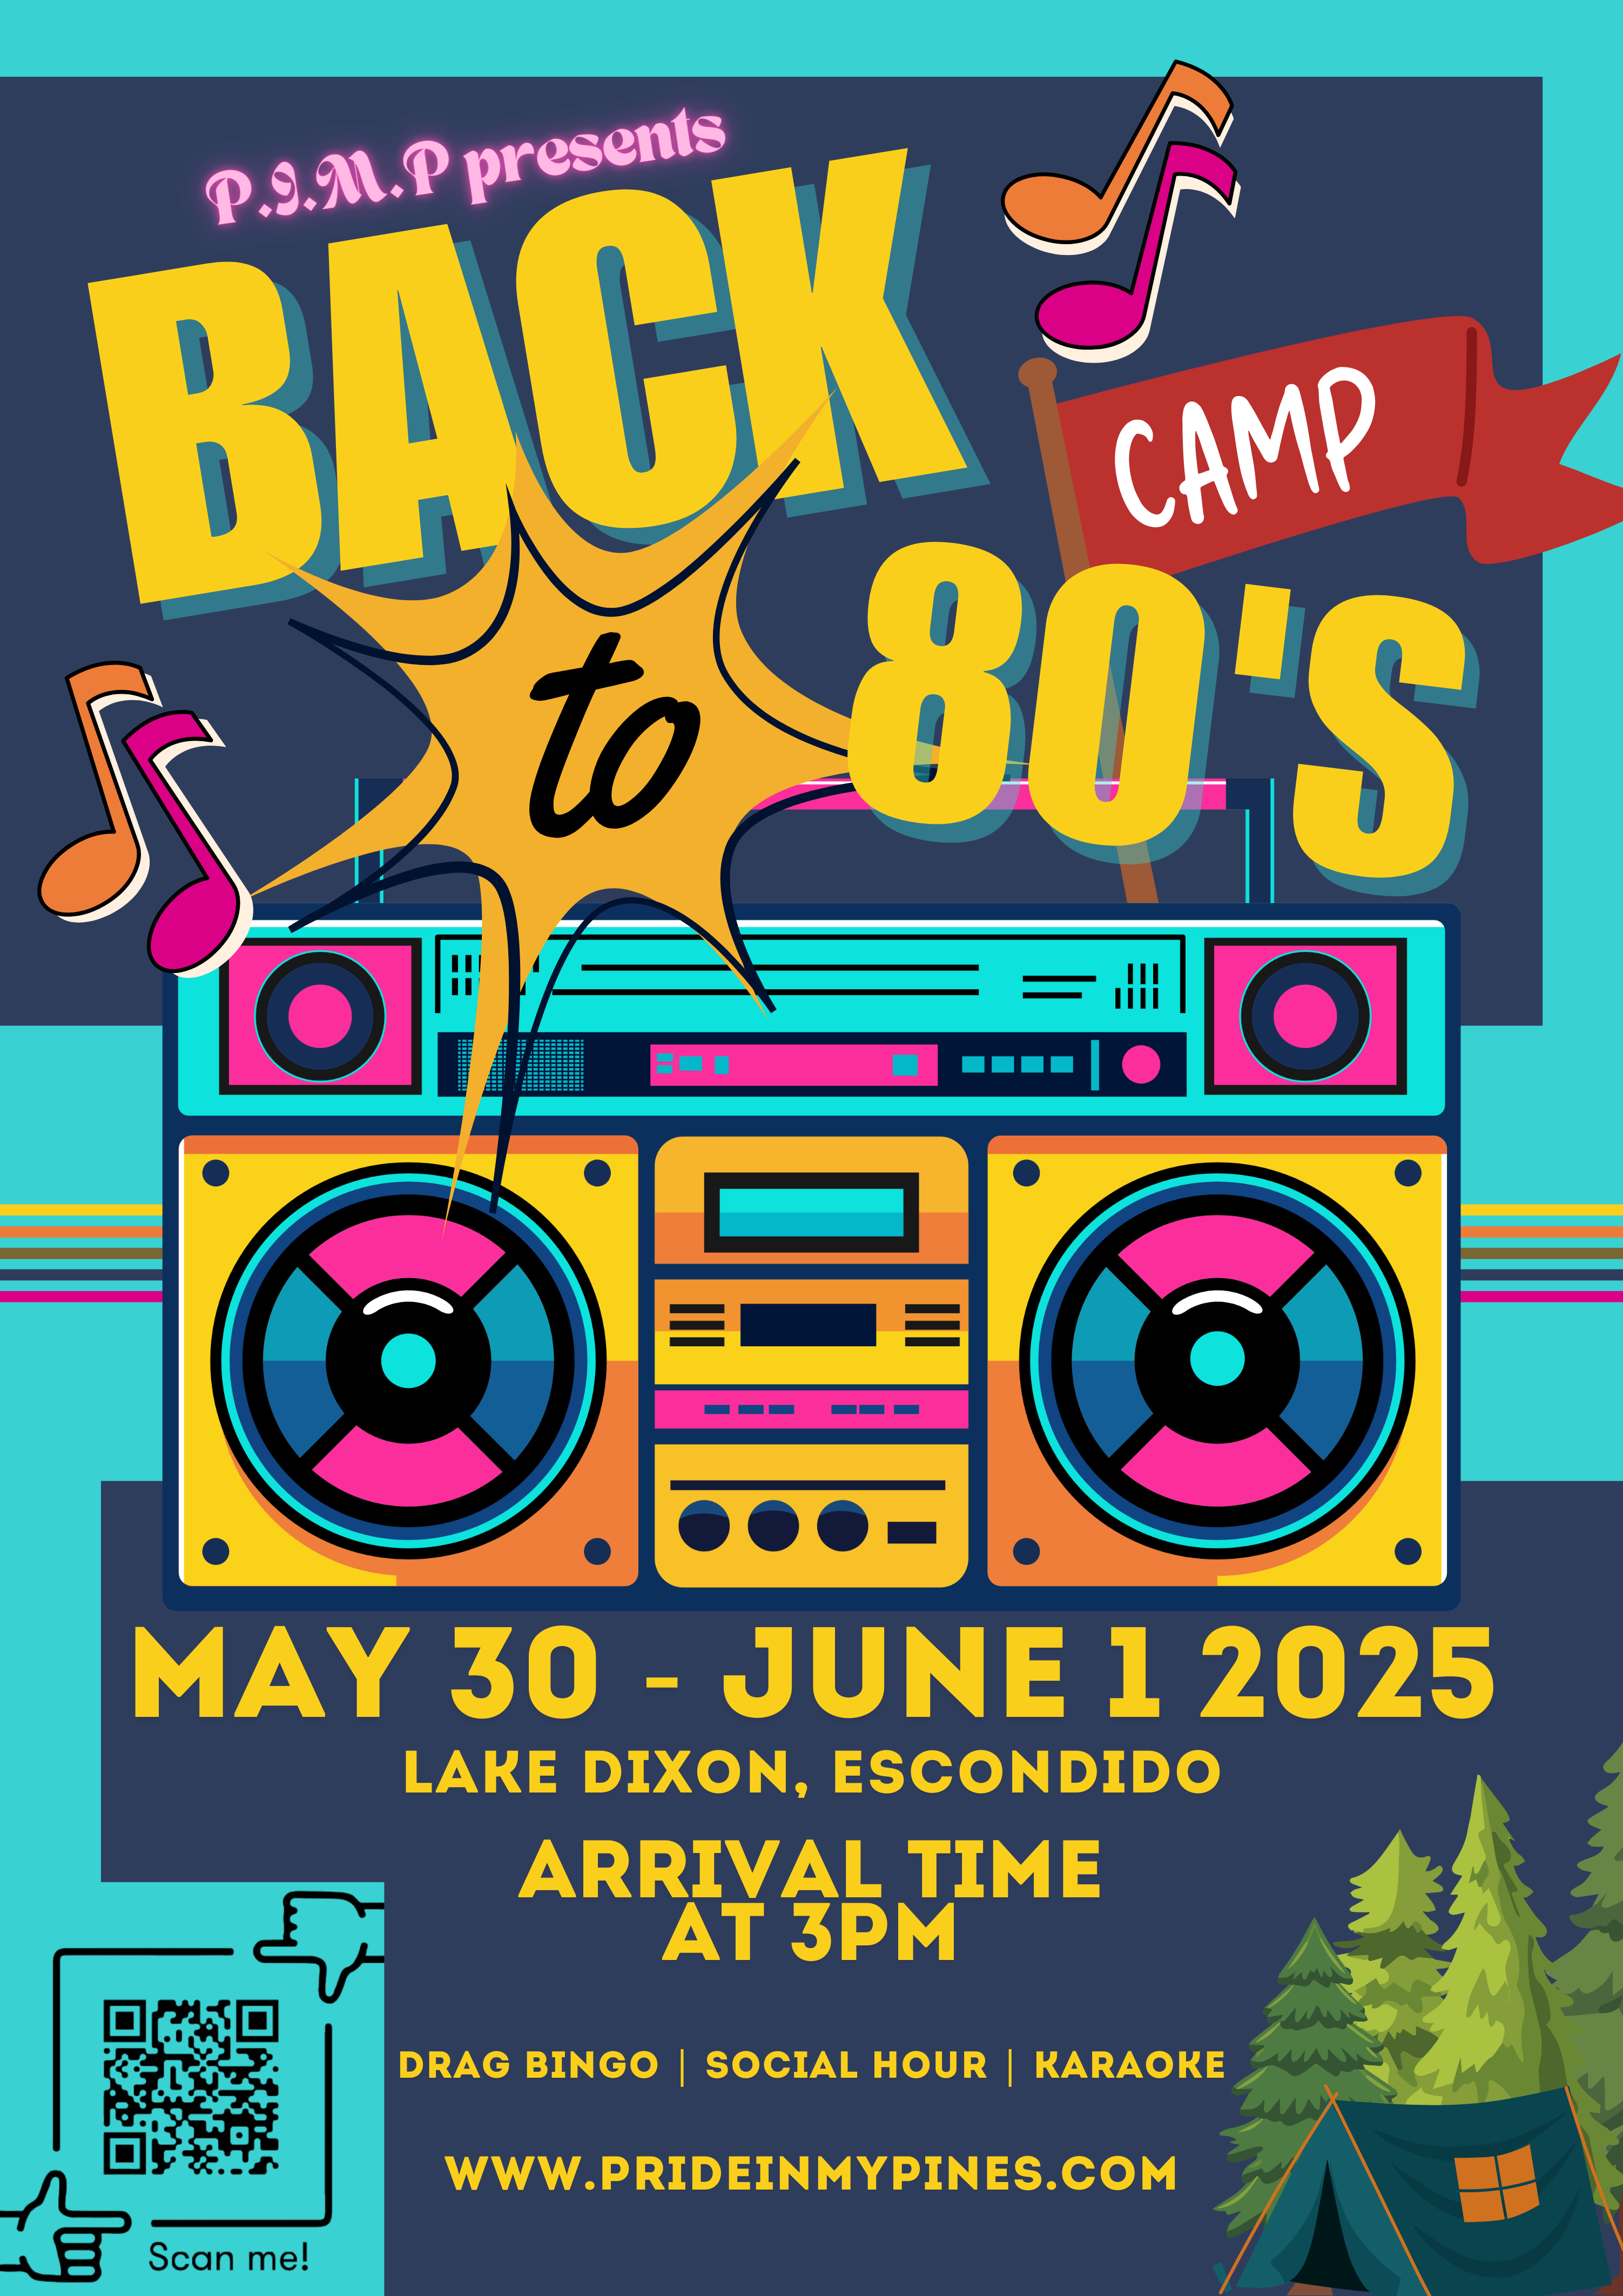 P.I.M.P presents
BACK
CAMP
to
80'S
MAY 30 - JUNE 1 2025
LAKE DIXON, ESCONDIDO
ARRIVAL TIME
AT 3PM
DRAG BINGO | SOCIAL HOUR | KARAOKE
WWW.PRIDEINMYPINES.COM
Scan me!